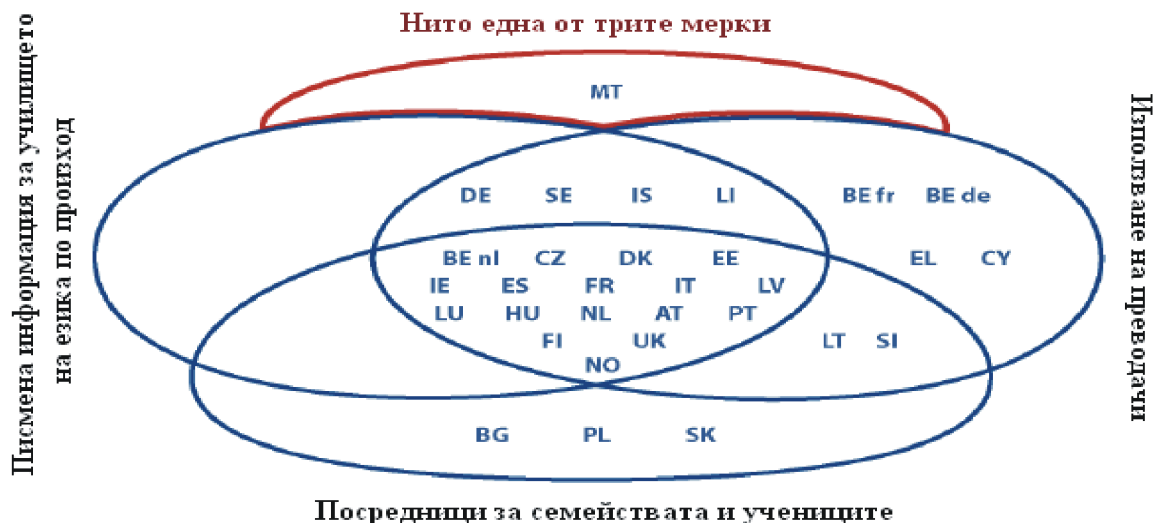 Нито една от трите мерки
Писмена информация за училището
на езика по произход
Използване на преводачи
MT
DE SE IS LI BE fr BE de
BE nl CZ DK EE EL CY
IE ES FR IT LV
LU HU NL AT PT
FI UK LT SI
NO
BG PL SK
Посредници за семействата и учениците